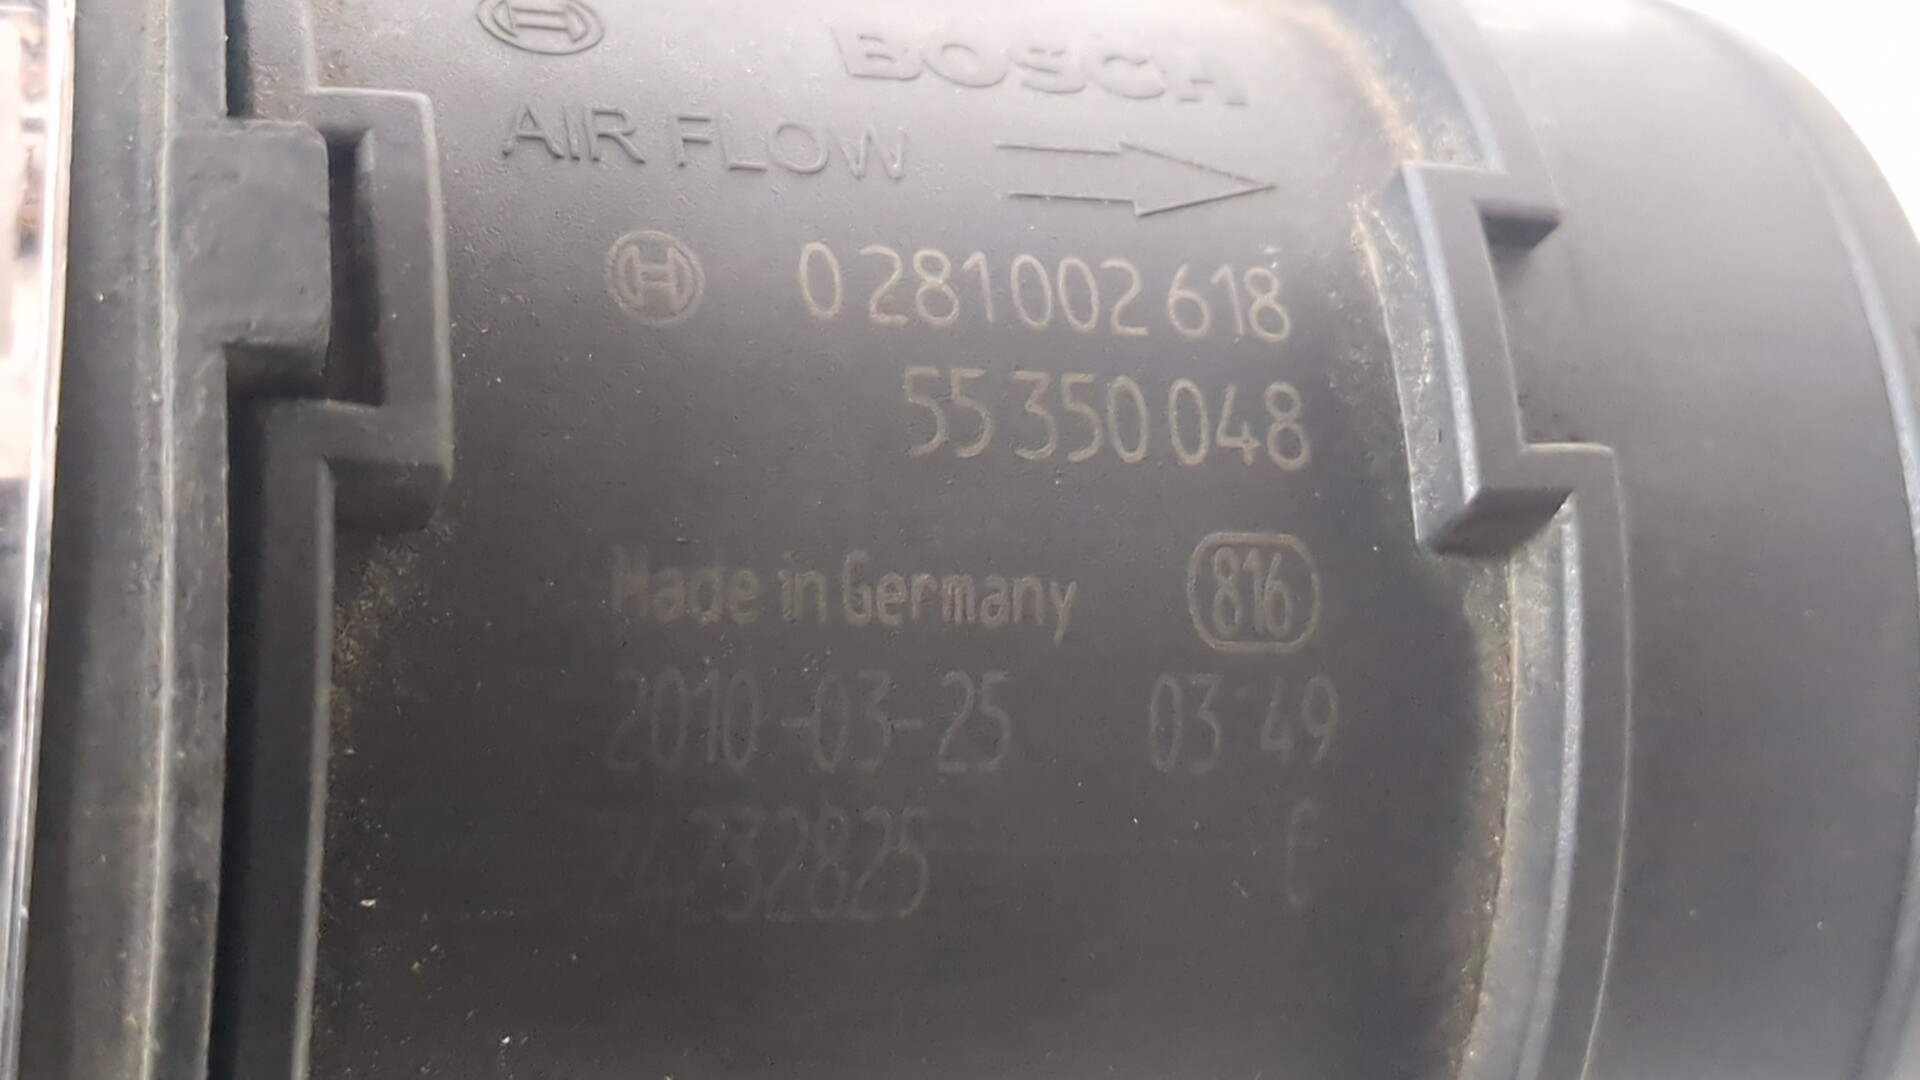 BOSCH
AIR FLOW
0 281 002 618
55 350 048
Made in Germany 816
2010-03-25 03:49